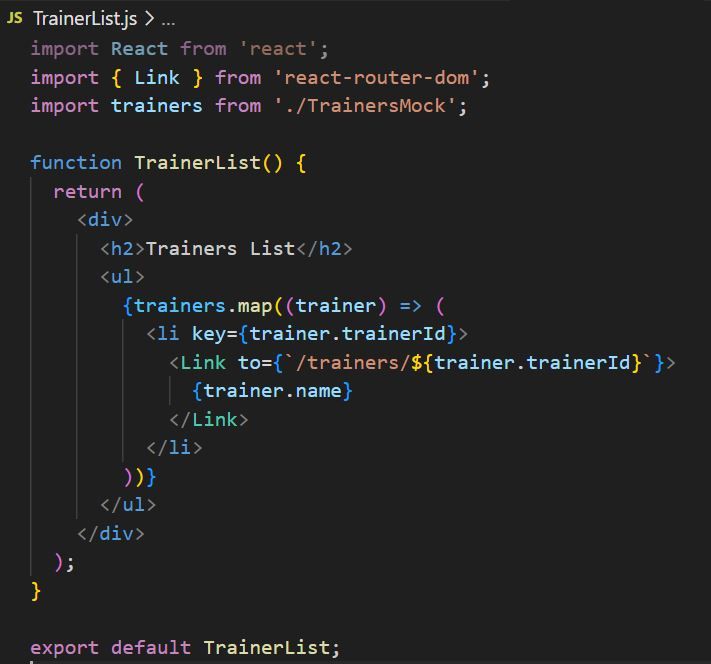 JS TrainerList.js > ...
import React from 'react';
import { Link } from 'react-router-dom';
import trainers from './TrainersMock';

function TrainerList() {
  return (
    <div>
      <h2>Trainers List</h2>
      <ul>
        {trainers.map((trainer) => (
          <li key={trainer.trainerId}>
            <Link to={`/trainers/${trainer.trainerId}`}>
              {trainer.name}
            </Link>
          </li>
        ))}
      </ul>
    </div>
  );
}

export default TrainerList;